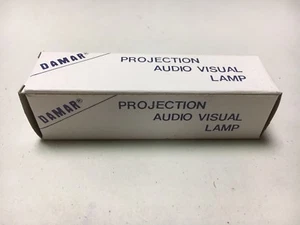 DAMAR®
PROJECTION
AUDIO VISUAL
LAMP
DAMAR®
PROJECTION
AUDIO VISUAL
LAMP